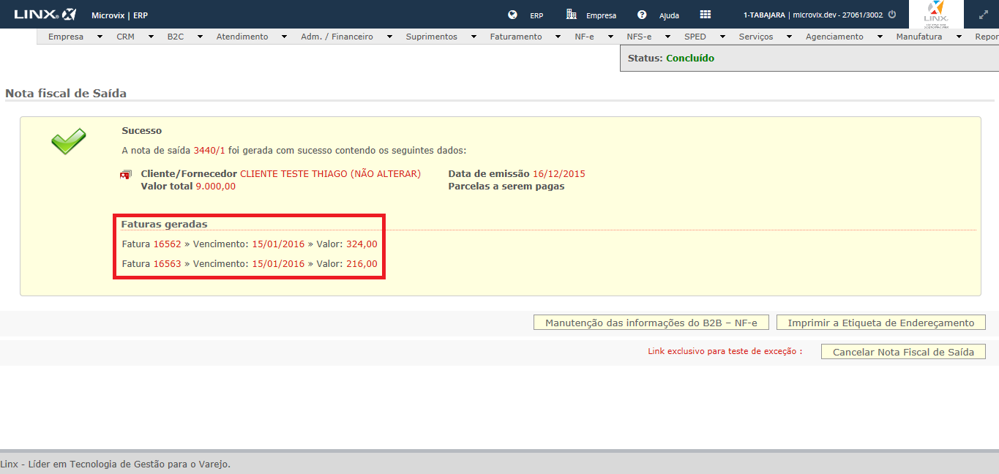 LINX Microvix | ERP ERP Empresa Ajuda 1-TABAJARA | microvix.dev - 27061/3002 LINX
Empresa CRM B2C Atendimento Adm. / Financeiro Suprimentos Faturamento NF-e NFS-e SPED Serviços Agenciamento Manufatura Repor
Status: Concluído
Nota fiscal de Saída
Sucesso
A nota de saída 3440/1 foi gerada com sucesso contendo os seguintes dados:
Cliente/Fornecedor CLIENTE TESTE THIAGO (NÃO ALTERAR) Data de emissão 16/12/2015
Valor total 9.000,00 Parcelas a serem pagas
Faturas geradas
Fatura 16562 » Vencimento: 15/01/2016 » Valor: 324,00
Fatura 16563 » Vencimento: 15/01/2016 » Valor: 216,00
Manutenção das informações do B2B – NF-e Imprimir a Etiqueta de Endereçamento
Link exclusivo para teste de exceção : Cancelar Nota Fiscal de Saída
Linx - Líder em Tecnologia de Gestão para o Varejo.